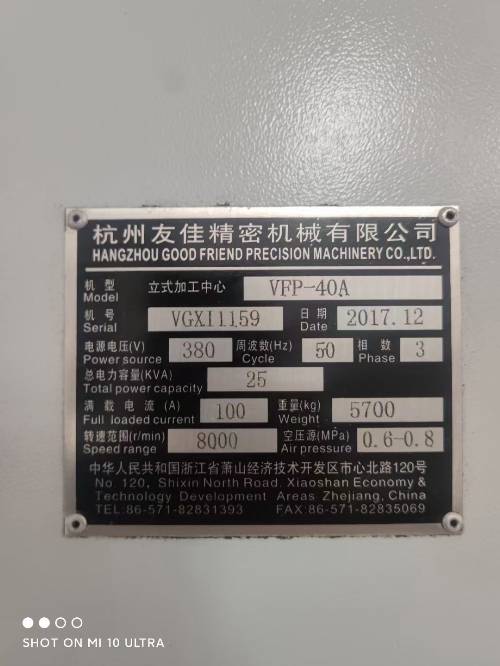 杭州友佳精密机械有限公司
HANGZHOU GOOD FRIEND PRECISION MACHINERY CO.,LTD.
机型 立式加工中心 VFP-40A
Model
机号 VGXI1159 日期 2017.12
Serial Date
电源电压(V) 380 周波数(Hz) 50 相数 3
Power source Cycle Phase
总电力容量(KVA) 25
Total power capacity
满载电流(A) 100 重量(kg) 5700
Full loaded current Weight
转速范围(r/min) 8000 空压源(MPa) 0.6-0.8
Speed range Air pressure
中华人民共和国浙江省萧山经济技术开发区市心北路120号
No. 120, Shixin North Road. Xiaoshan Economy &
Technology Development Areas Zhejiang, China
TEL:86-571-82831393 FAX:86-571-82835069
SHOT ON MI 10 ULTRA